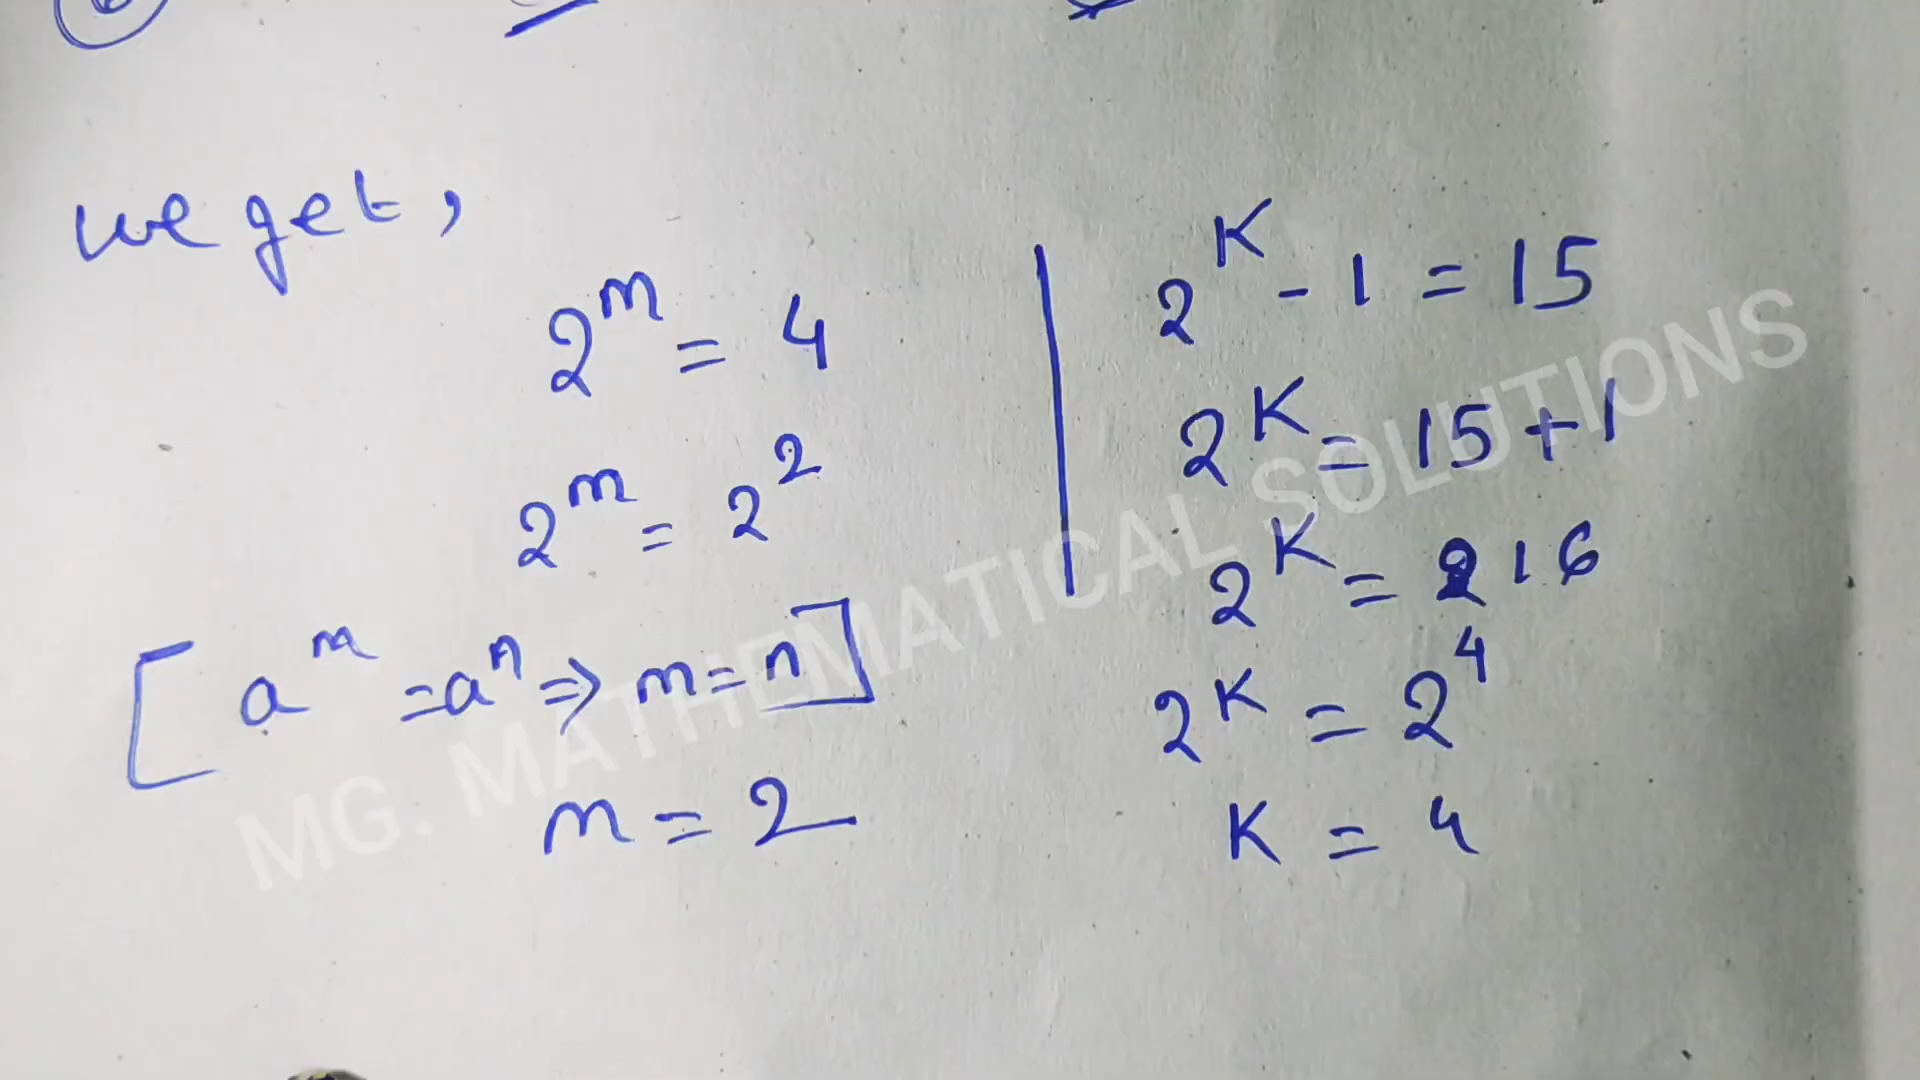 we get,
2^m = 4
2^m = 2^2
[a^m = a^n => m = n]
m = 2
2^K - 1 = 15
2^K = 15 + 1
2^K = 16
2^K = 2^4
K = 4
MG. MATHEMATICAL SOLUTIONS